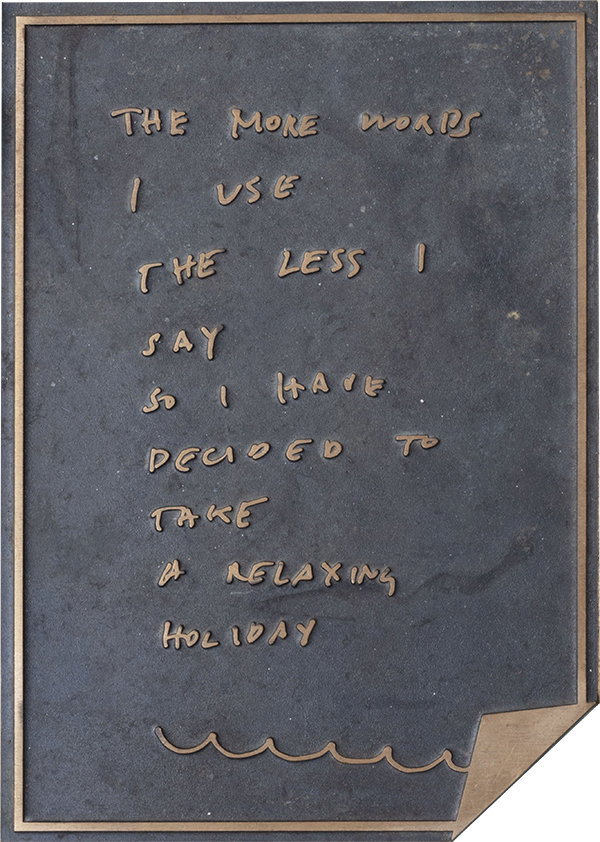 THE MORE WORDS
I USE
THE LESS I
SAY
SO I HAVE
DECIDED TO
TAKE
A RELAXING
HOLIDAY